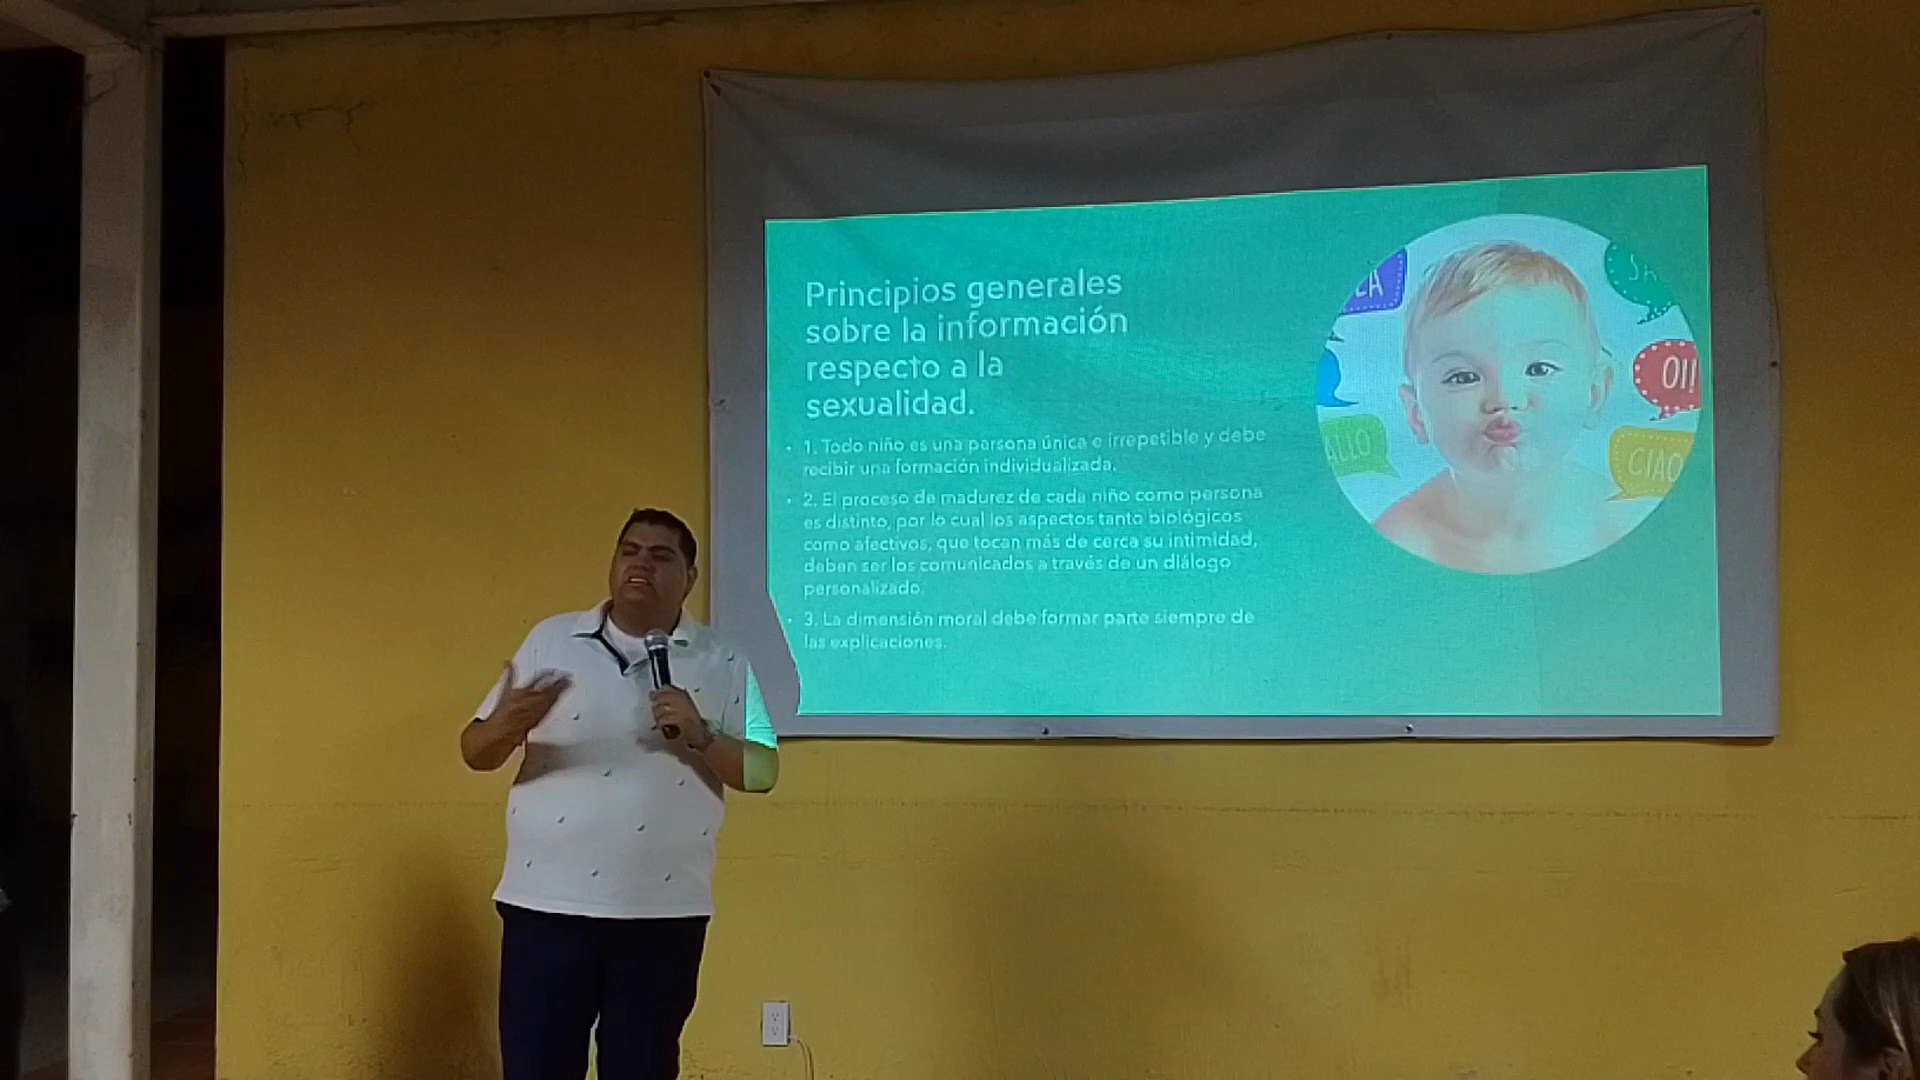 Principios generales
sobre la información
respecto a la
sexualidad.
• 1. Todo niño es una persona única e irrepetible y debe
recibir una formación individualizada.
• 2. El proceso de madurez de cada niño como persona
es distinto, por lo cual los aspectos tanto biológicos
como afectivos, que tocan más de cerca su intimidad,
deben ser los comunicados a través de un diálogo
personalizado.
• 3. La dimensión moral debe formar parte siempre de
las explicaciones.
LA
SA
OI!
ALLO
CIAO